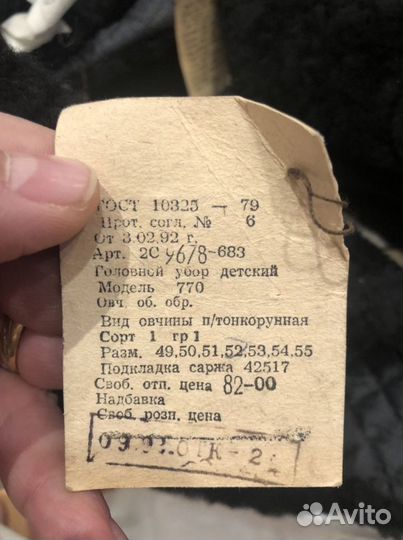 ГОСТ 10325 — 79
Прот. согл. № 6
От 3.02.92 г.
Арт. 2С 9678-683
Головной убор детский
Модель 770
Овч. об. обр.
Вид овчины п/тонкорунная
Сорт 1 гр 1
Разм. 49,50,51,52,53,54,55
Подкладка саржа 42517
Своб. отп. цена 82-00
Надбавка
Своб. розн. цена
Avito